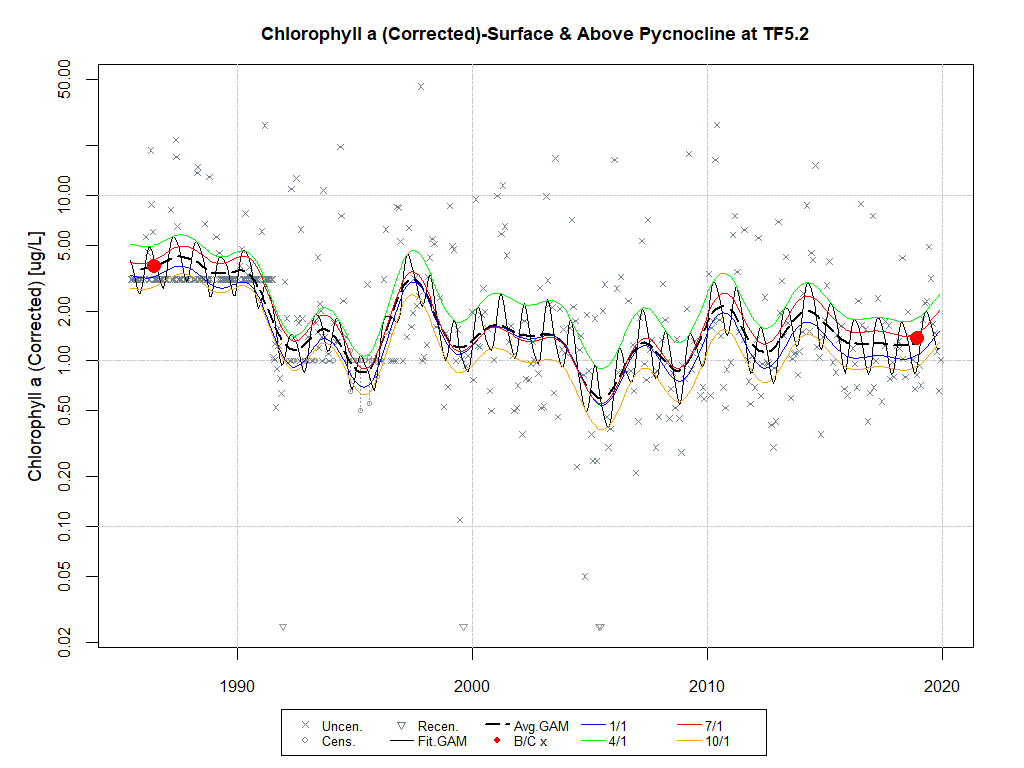 Chlorophyll a (Corrected)-Surface & Above Pycnocline at TF5.2
Chlorophyll a (Corrected) [ug/L]
50.00
10.00
5.00
2.00
1.00
0.50
0.20
0.10
0.05
0.02
1990 2000 2010 2020
Uncen. Recen. Avg.GAM 1/1 7/1
Cens. Fit.GAM B/C x 4/1 10/1